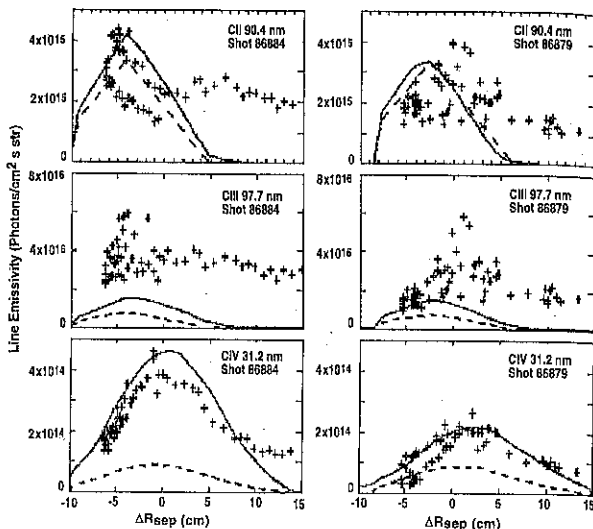 Line Emissivity (Photons/cm² s str)
CII 90.4 nm
Shot 86884
4x10¹⁵
2x10¹⁵
0
CII 90.4 nm
Shot 86879
4x10¹⁵
2x10¹⁵
0
CIII 97.7 nm
Shot 86884
8x10¹⁶
4x10¹⁶
0
CIII 97.7 nm
Shot 86879
8x10¹⁶
4x10¹⁶
0
CIV 31.2 nm
Shot 86884
4x10¹⁴
2x10¹⁴
0
-10 -5 0 5 10 15
ΔRsep (cm)
CIV 31.2 nm
Shot 86879
4x10¹⁴
2x10¹⁴
0
-10 -5 0 5 10 15
ΔRsep (cm)